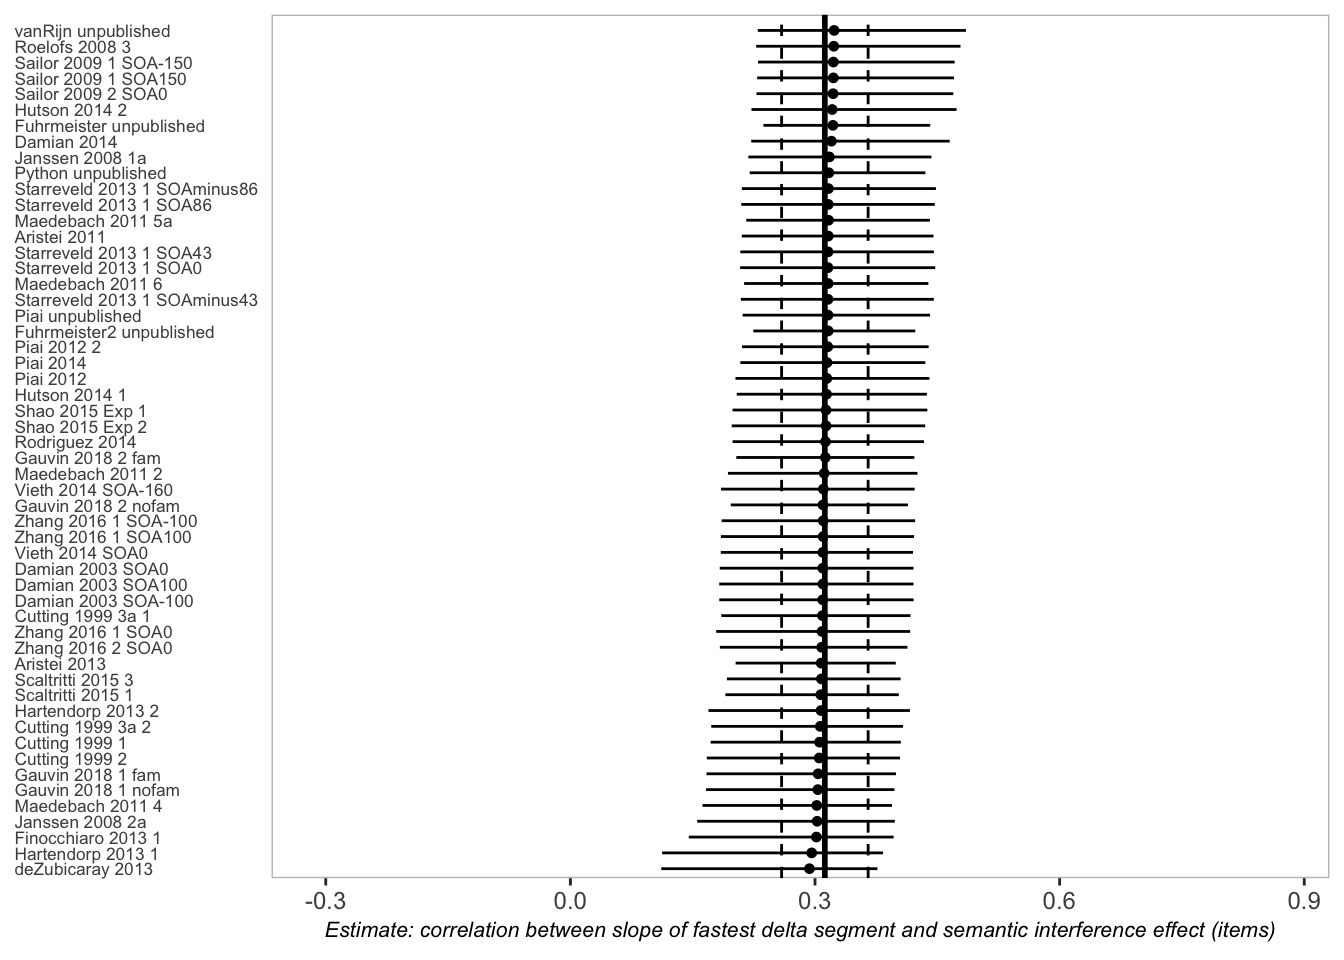 vanRijn unpublished
Roelofs 2008 3
Sailor 2009 1 SOA-150
Sailor 2009 1 SOA150
Sailor 2009 2 SOA0
Hutson 2014 2
Fuhrmeister unpublished
Damian 2014
Janssen 2008 1a
Python unpublished
Starreveld 2013 1 SOAminus86
Starreveld 2013 1 SOA86
Maedebach 2011 5a
Aristei 2011
Starreveld 2013 1 SOA43
Starreveld 2013 1 SOA0
Maedebach 2011 6
Starreveld 2013 1 SOAminus43
Piai unpublished
Fuhrmeister2 unpublished
Piai 2012 2
Piai 2014
Piai 2012
Hutson 2014 1
Shao 2015 Exp 1
Shao 2015 Exp 2
Rodriguez 2014
Gauvin 2018 2 fam
Maedebach 2011 2
Vieth 2014 SOA-160
Gauvin 2018 2 nofam
Zhang 2016 1 SOA-100
Zhang 2016 1 SOA100
Vieth 2014 SOA0
Damian 2003 SOA0
Damian 2003 SOA100
Damian 2003 SOA-100
Cutting 1999 3a 1
Zhang 2016 1 SOA0
Zhang 2016 2 SOA0
Aristei 2013
Scaltritti 2015 3
Scaltritti 2015 1
Hartendorp 2013 2
Cutting 1999 3a 2
Cutting 1999 1
Cutting 1999 2
Gauvin 2018 1 fam
Gauvin 2018 1 nofam
Maedebach 2011 4
Janssen 2008 2a
Finocchiaro 2013 1
Hartendorp 2013 1
deZubicaray 2013
-0.3 0.0 0.3 0.6 0.9
Estimate: correlation between slope of fastest delta segment and semantic interference effect (items)